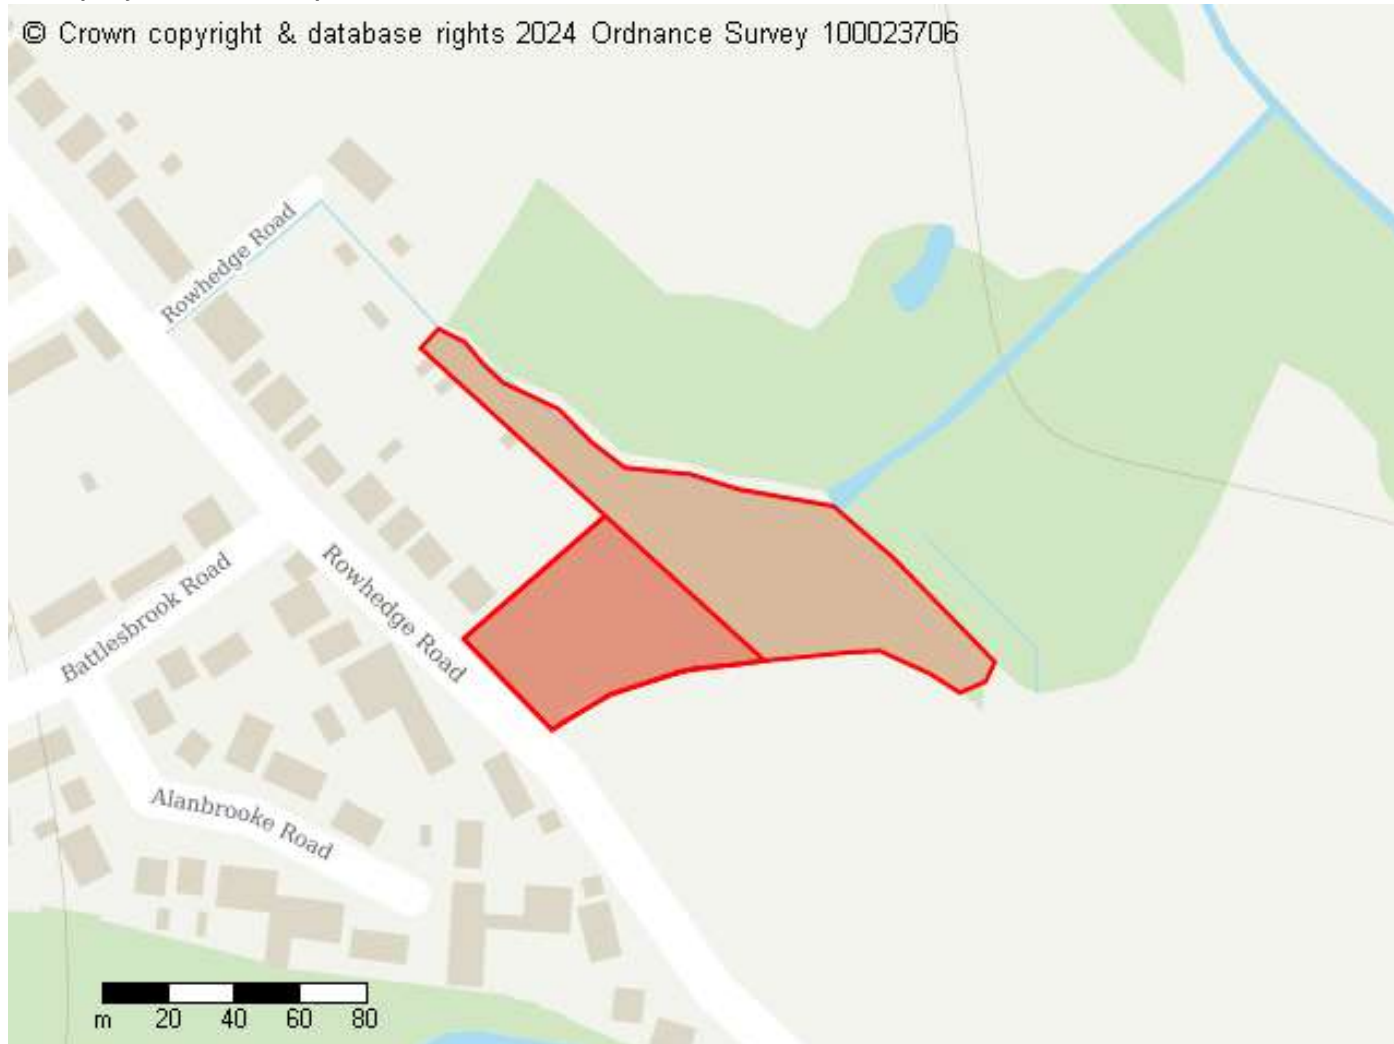 © Crown copyright & database rights 2024 Ordnance Survey 100023706
Rowhedge Road
Rowhedge Road
Battlesbrook Road
Alanbrooke Road
m 20 40 60 80